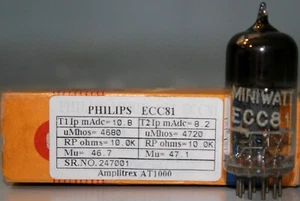 PHILIPS ECC81
T1Ip mAdc=10.8 T2Ip mAdc=8.2
uMhos= 4680 uMhos= 4720
RP ohms=10.0K RP ohms= 10.0K
Mu= 46.7 Mu= 47.1
SR.NO.247001
Amplitrex AT1000
MINIWATT
ECC8